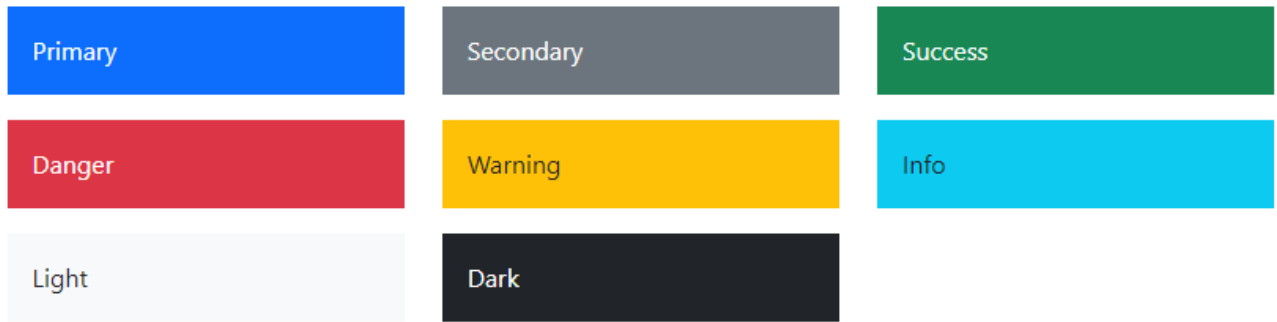 Primary
Secondary
Success
Danger
Warning
Info
Light
Dark